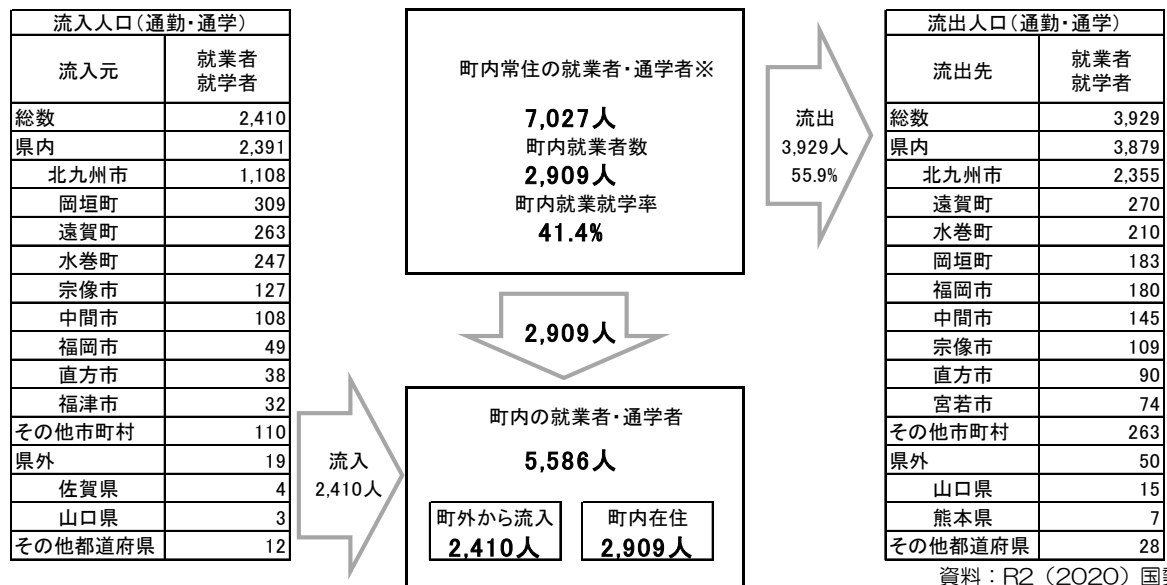 流入人口(通勤・通学)
流入元 就業者
就学者
総数 2,410
県内 2,391
北九州市 1,108
岡垣町 309
遠賀町 263
水巻町 247
宗像市 127
中間市 108
福岡市 49
直方市 38
福津市 32
その他市町村 110
県外 19
佐賀県 4
山口県 3
その他都道府県 12
町内常住の就業者・通学者※
7,027人
町内就業者数
2,909人
町内就業就学率
41.4%
2,909人
流入
2,410人
町内の就業者・通学者
5,586人
町外から流入
2,410人
町内在住
2,909人
流出
3,929人
55.9%
流出人口(通勤・通学)
流出先 就業者
就学者
総数 3,929
県内 3,879
北九州市 2,355
遠賀町 270
水巻町 210
岡垣町 183
福岡市 180
中間市 145
宗像市 109
直方市 90
宮若市 74
その他市町村 263
県外 50
山口県 15
熊本県 7
その他都道府県 28
資料:R2(2020)国